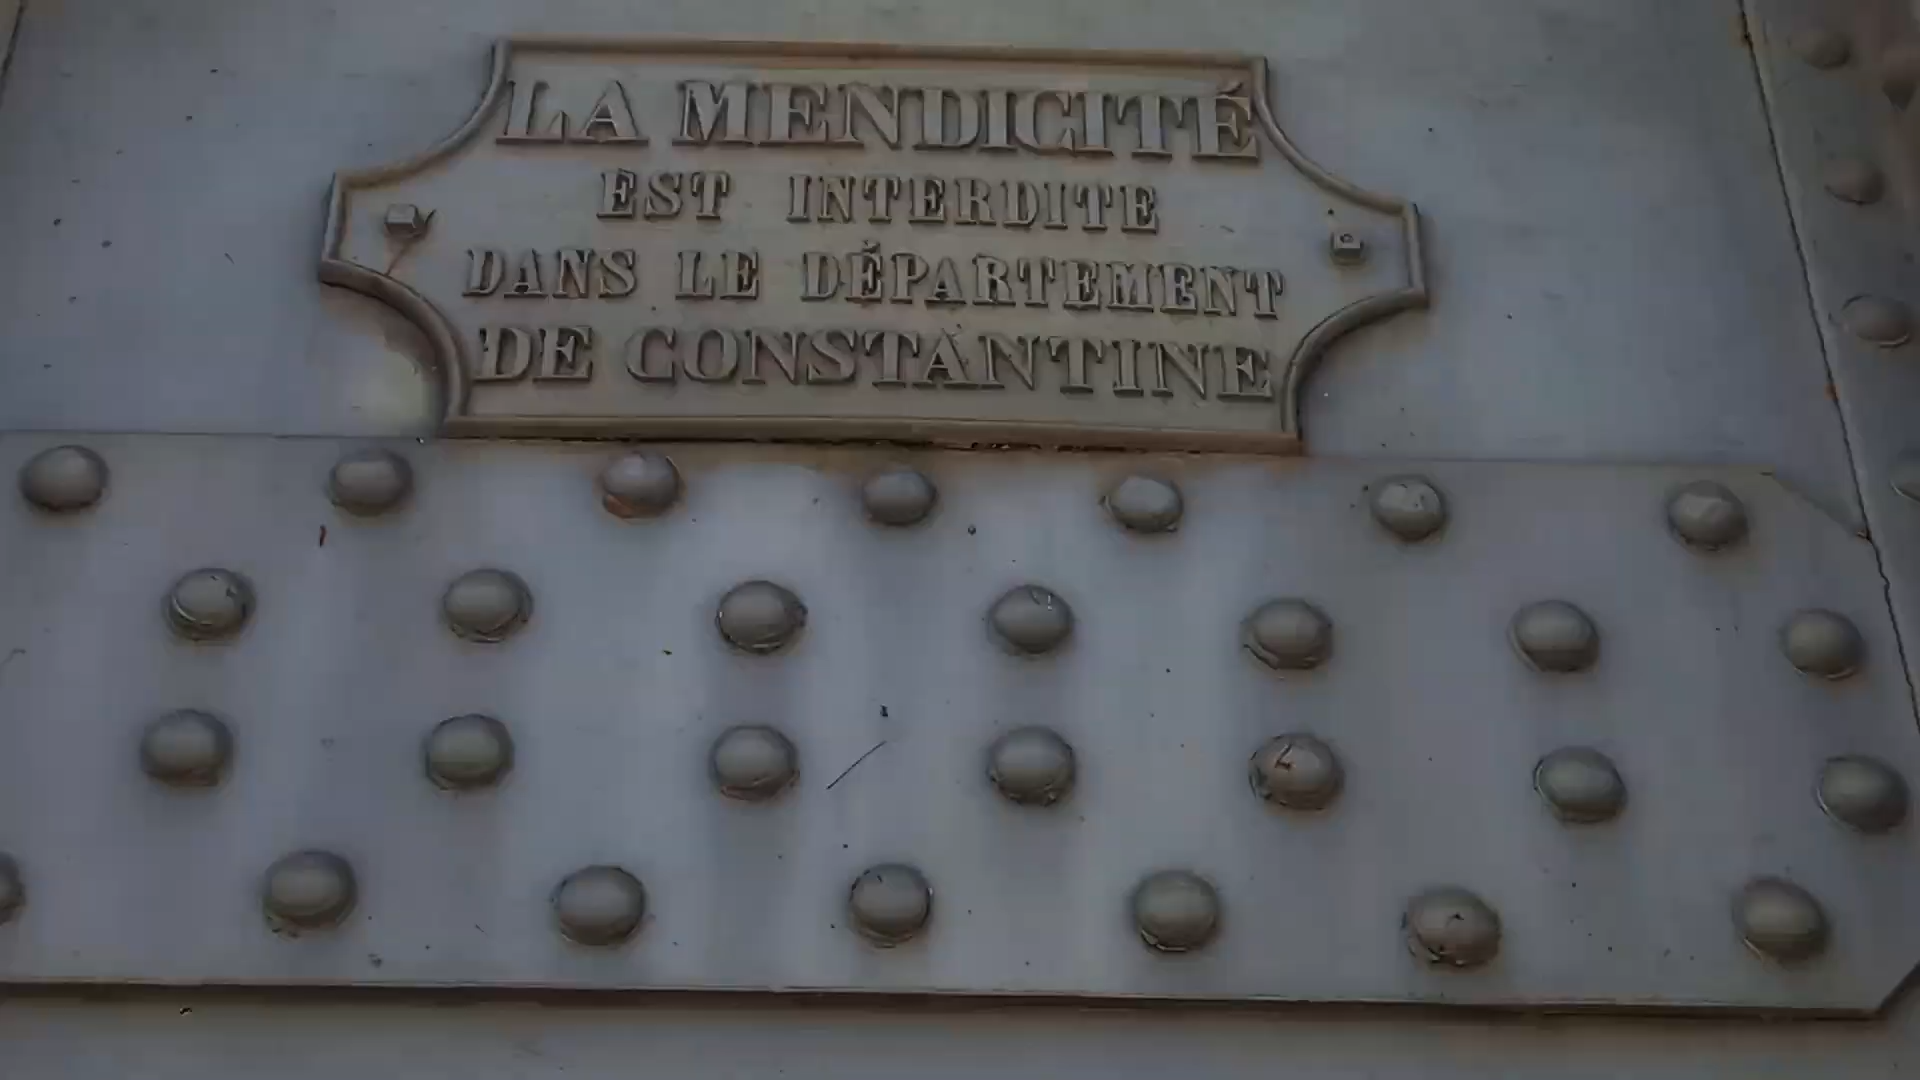 LA MENDICITÉ
EST INTERDITE
DANS LE DÉPARTEMENT
DE CONSTANTINE